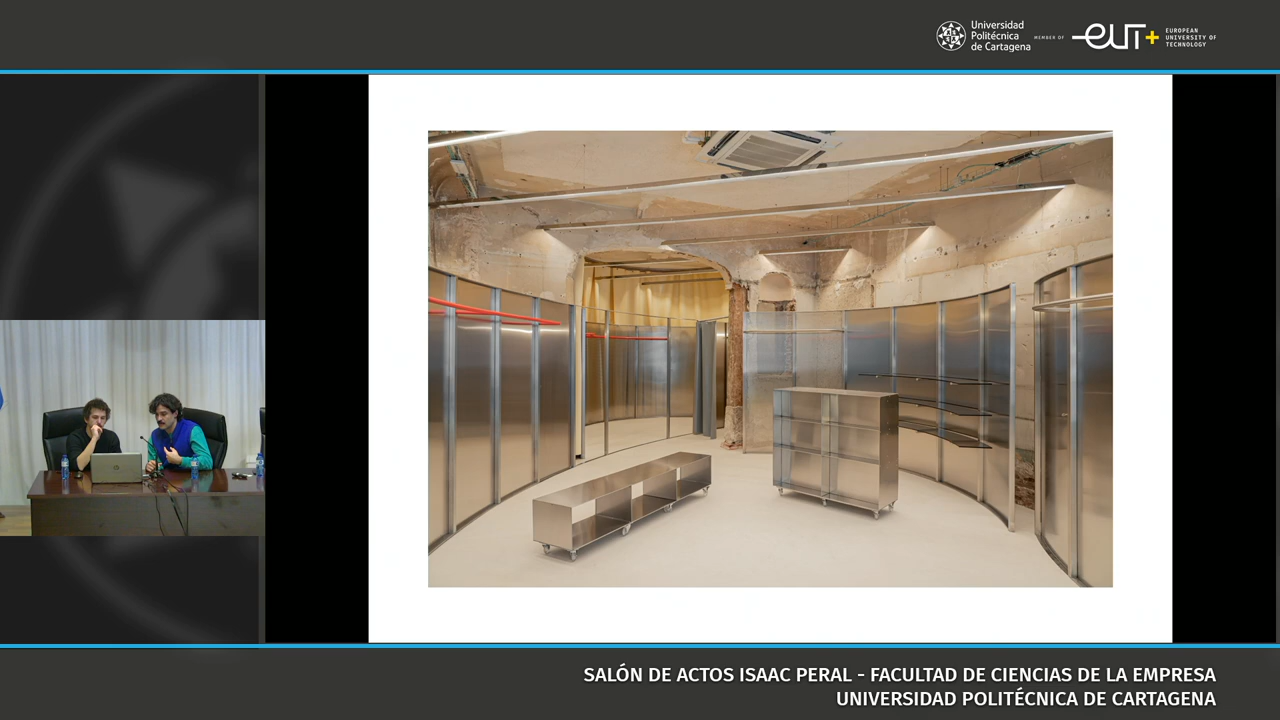 Universidad
Politécnica
de Cartagena
MEMBER OF
EUT+
EUROPEAN
UNIVERSITY OF
TECHNOLOGY
SALÓN DE ACTOS ISAAC PERAL - FACULTAD DE CIENCIAS DE LA EMPRESA
UNIVERSIDAD POLITÉCNICA DE CARTAGENA